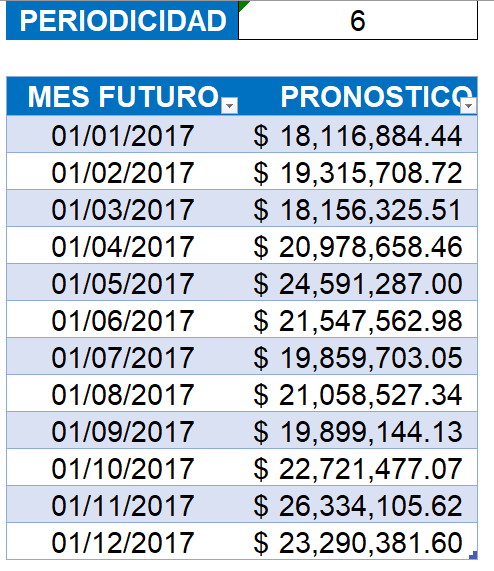 PERIODICIDAD 6
MES FUTURO PRONOSTICO
01/01/2017 $ 18,116,884.44
01/02/2017 $ 19,315,708.72
01/03/2017 $ 18,156,325.51
01/04/2017 $ 20,978,658.46
01/05/2017 $ 24,591,287.00
01/06/2017 $ 21,547,562.98
01/07/2017 $ 19,859,703.05
01/08/2017 $ 21,058,527.34
01/09/2017 $ 19,899,144.13
01/10/2017 $ 22,721,477.07
01/11/2017 $ 26,334,105.62
01/12/2017 $ 23,290,381.60